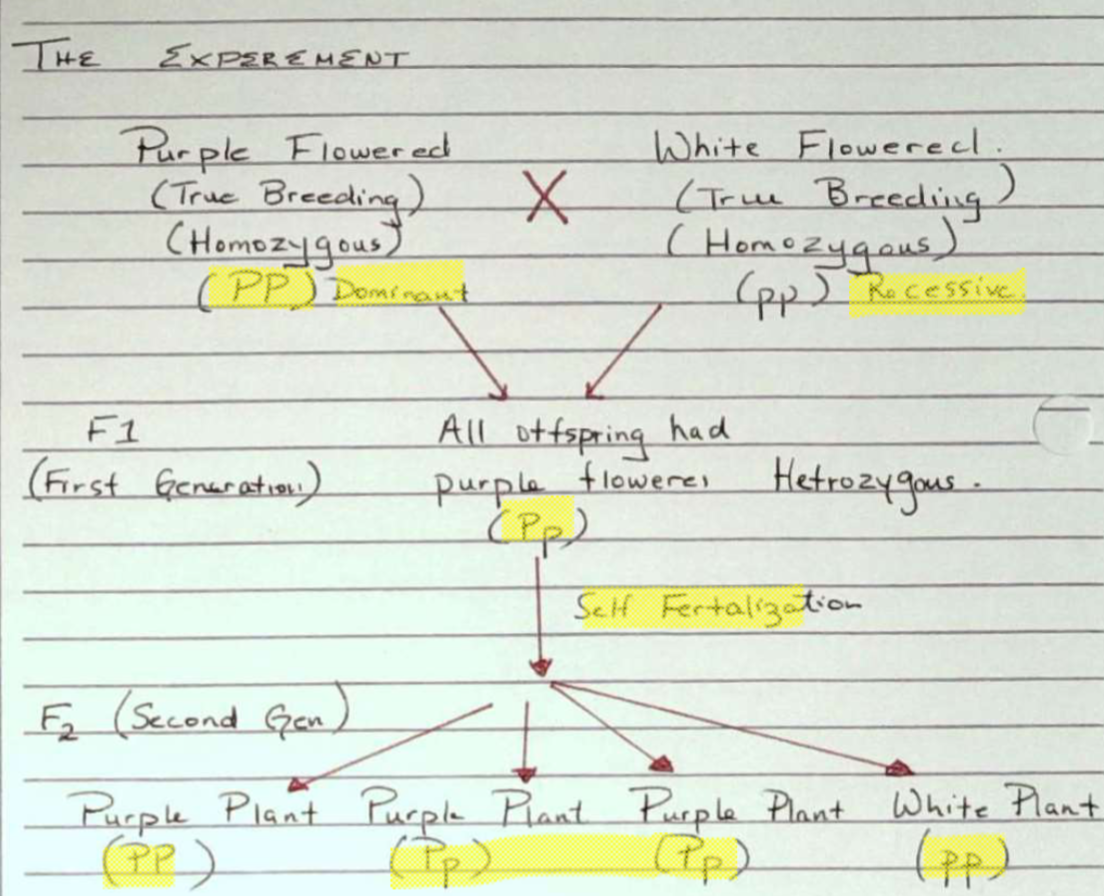 THE EXPEREMENT
Purple Flowered White Flowered.
(True Breeding) X (True Breeding)
(Homozygous) (Homozygous)
(PP) Dominant (pp) Recessive
F1 All offspring had
(First Generation) purple flowers Hetrozygous.
(Pp)
Self Fertalization
F2 (Second Gen)
Purple Plant Purple Plant Purple Plant White Plant
(PP) (Pp) (Pp) (pp)